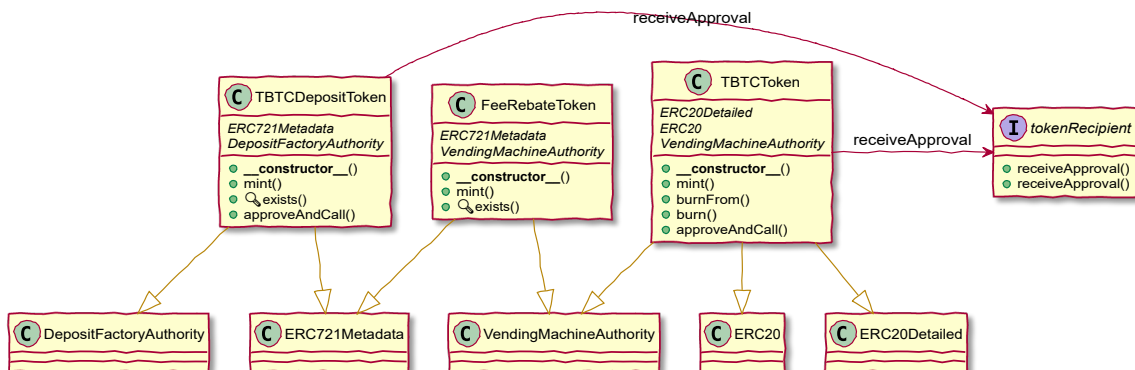 receiveApproval
C TBTCDepositToken
ERC721Metadata
DepositFactoryAuthority
__constructor__()
mint()
exists()
approveAndCall()
C FeeRebateToken
ERC721Metadata
VendingMachineAuthority
__constructor__()
mint()
exists()
C TBTCToken
ERC20Detailed
ERC20
VendingMachineAuthority
__constructor__()
mint()
burnFrom()
burn()
approveAndCall()
receiveApproval
I tokenRecipient
receiveApproval()
receiveApproval()
C DepositFactoryAuthority
C ERC721Metadata
C VendingMachineAuthority
C ERC20
C ERC20Detailed